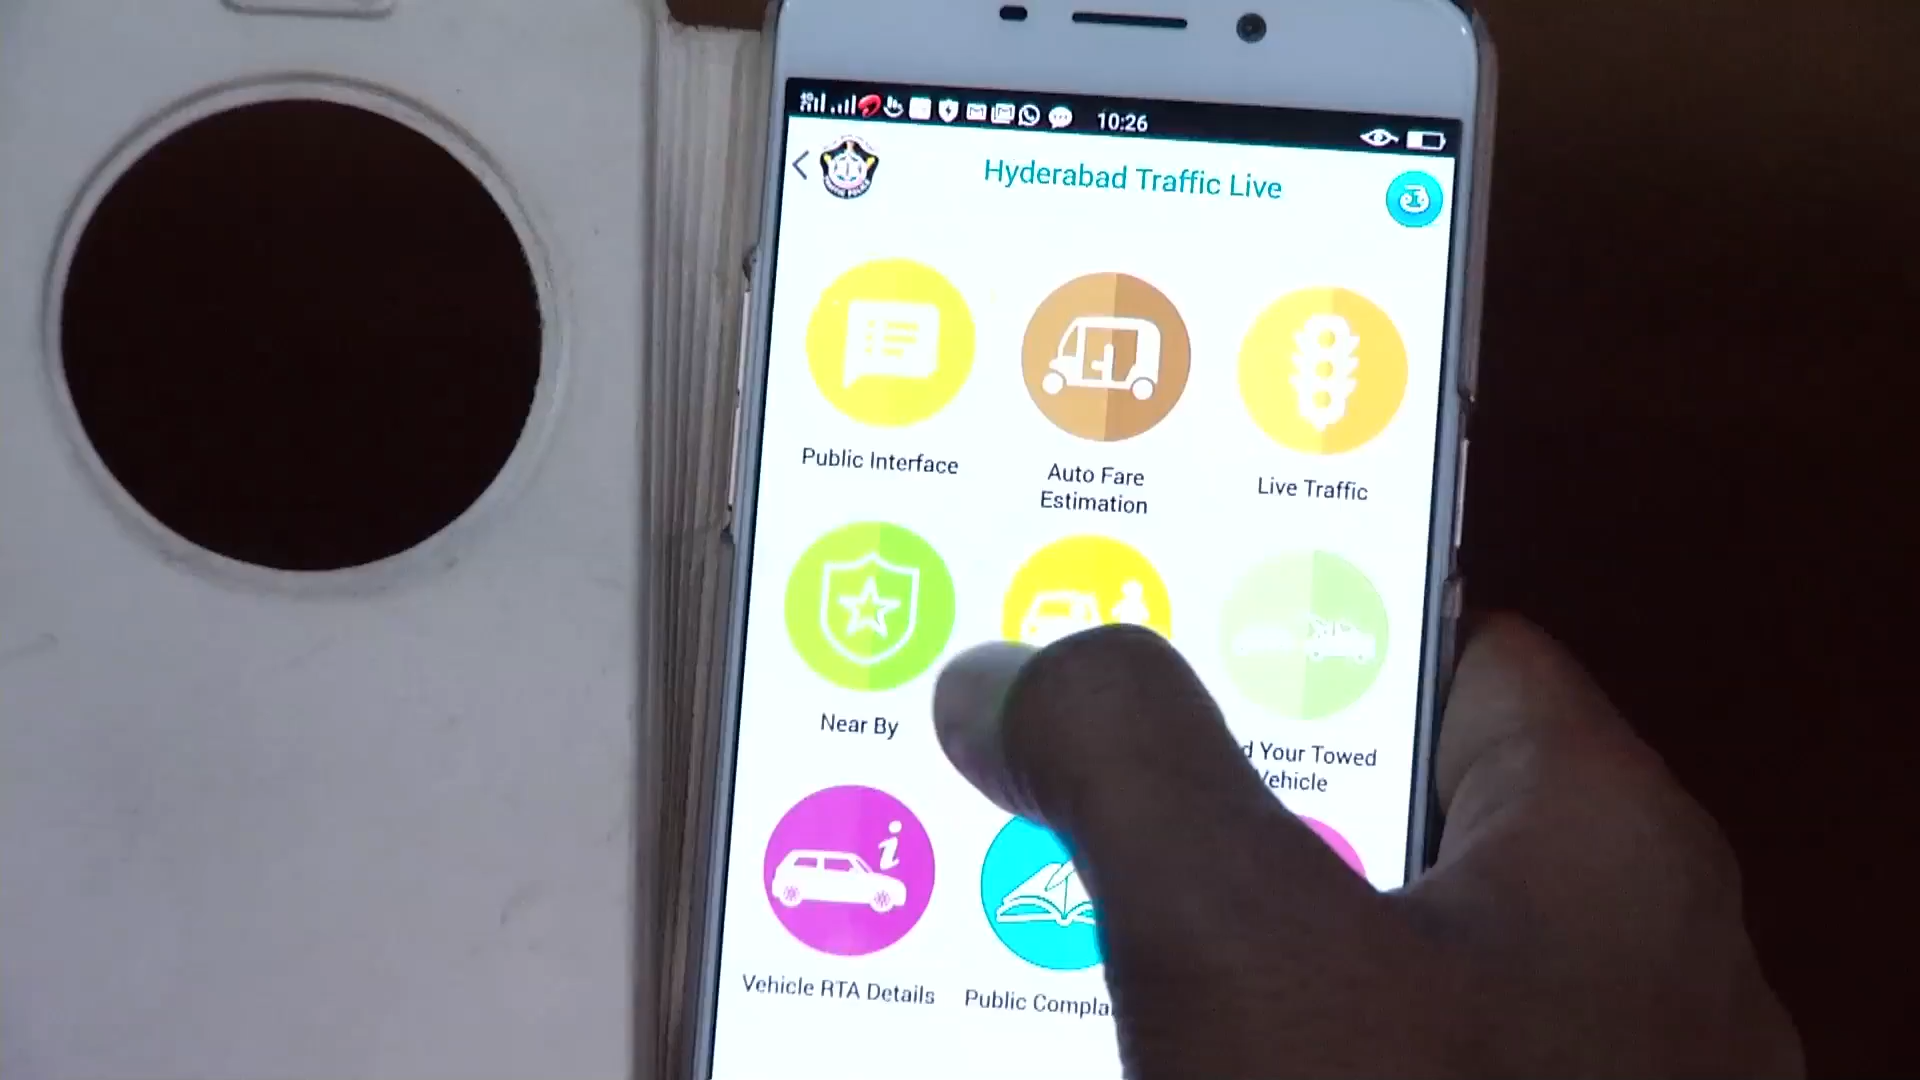 10:26
Hyderabad Traffic Live
Public Interface
Auto Fare
Estimation
Live Traffic
Near By
Your Towed
Vehicle
Vehicle RTA Details
Public